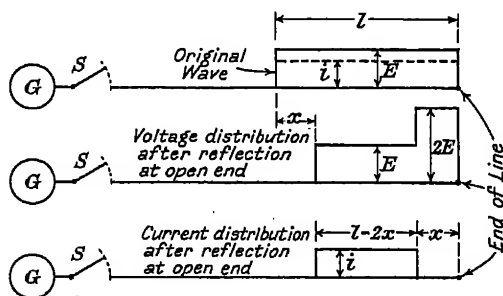 l
Original
Wave
S
G
i
E
x
Voltage distribution
after reflection
at open end
S
G
E
2E
End of Line
Current distribution
after reflection
at open end
l-2x
x
S
G
i